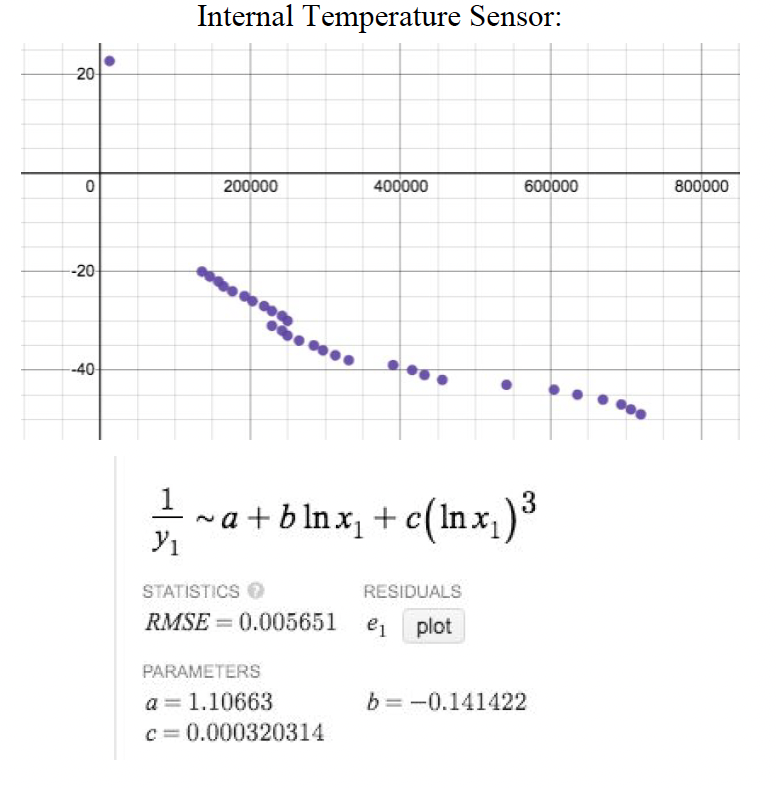 Internal Temperature Sensor:
20
0 200000 400000 600000 800000
-20
-40
1/y₁ ~ a + b ln x₁ + c(ln x₁)³
STATISTICS ? RESIDUALS
RMSE = 0.005651 e₁ plot
PARAMETERS
a = 1.10663 b = −0.141422
c = 0.000320314